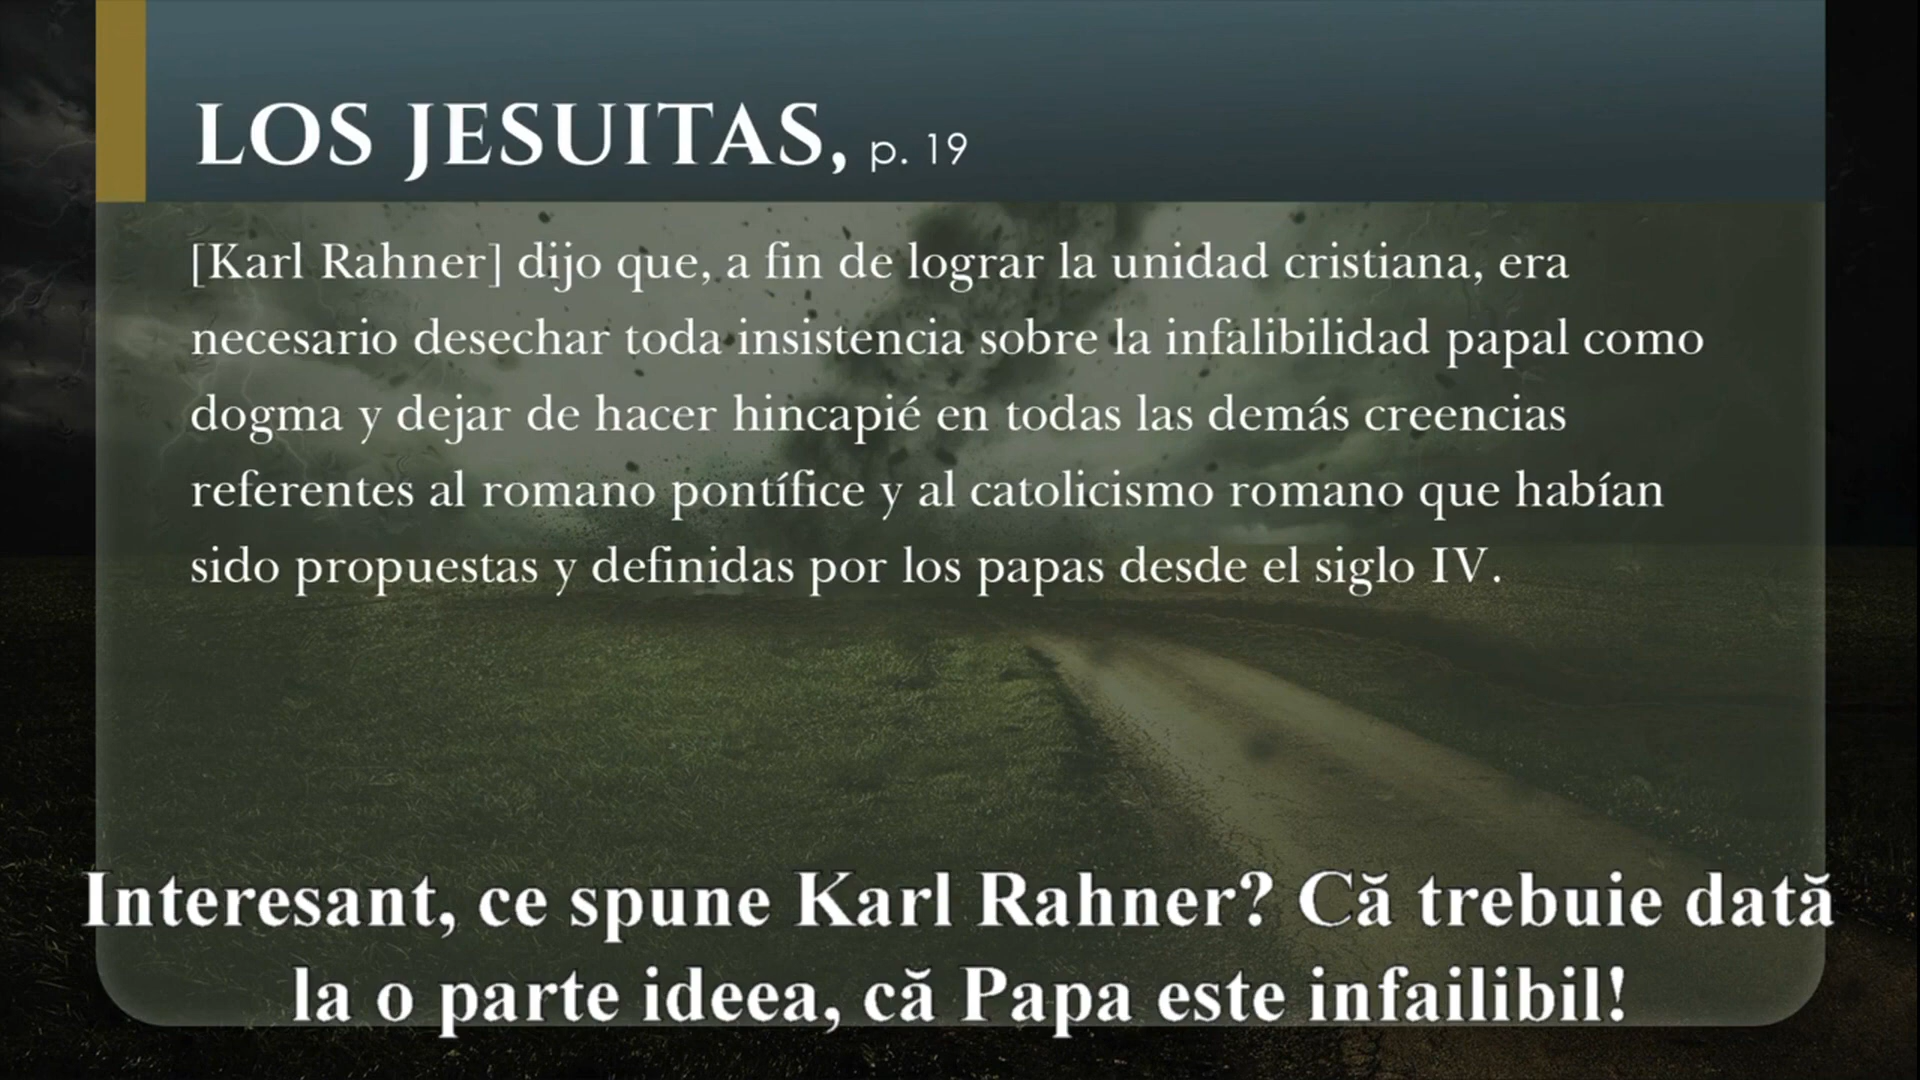 LOS JESUITAS, p. 19
[Karl Rahner] dijo que, a fin de lograr la unidad cristiana, era
necesario desechar toda insistencia sobre la infalibilidad papal como
dogma y dejar de hacer hincapié en todas las demás creencias
referentes al romano pontífice y al catolicismo romano que habían
sido propuestas y definidas por los papas desde el siglo IV.
Interesant, ce spune Karl Rahner? Că trebuie dată
la o parte ideea, că Papa este infailibil!